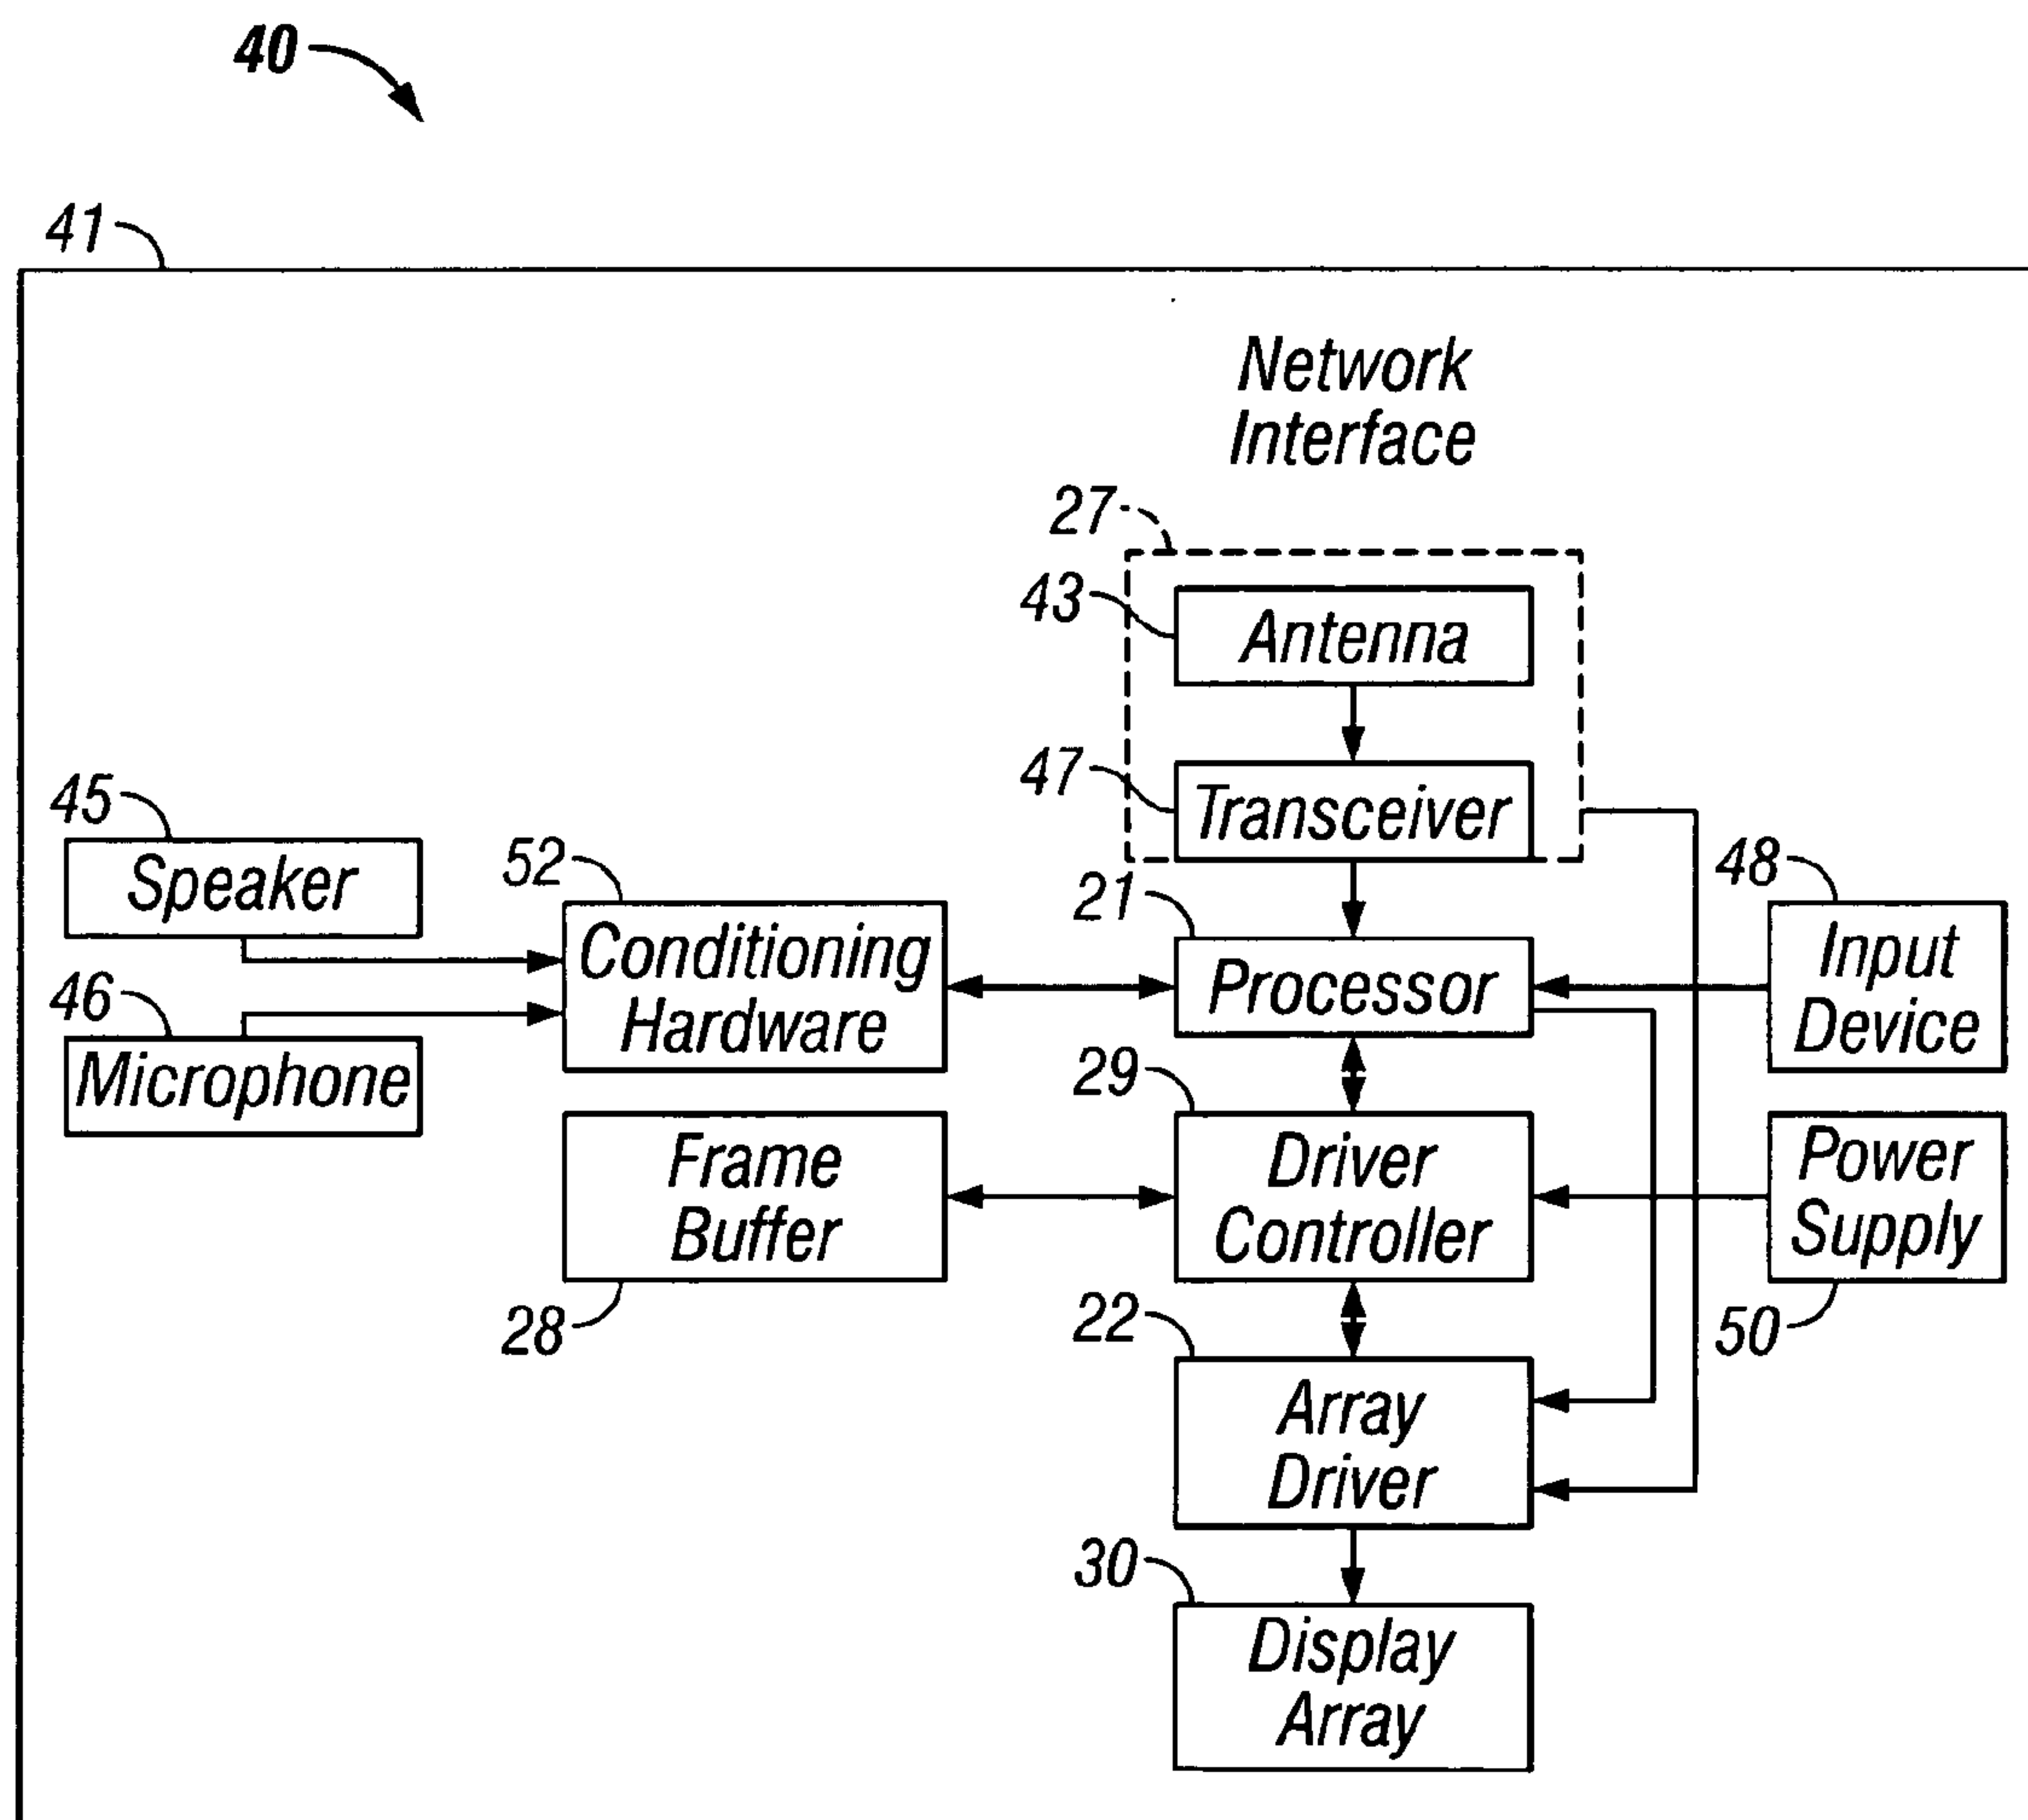 40
41
Network
Interface
27
43
Antenna
47
Transceiver
45
Speaker
52
Conditioning
Hardware
21
Processor
48
Input
Device
46
Microphone
29
Driver
Controller
Frame
Buffer
28
Power
Supply
50
22
Array
Driver
30
Display
Array